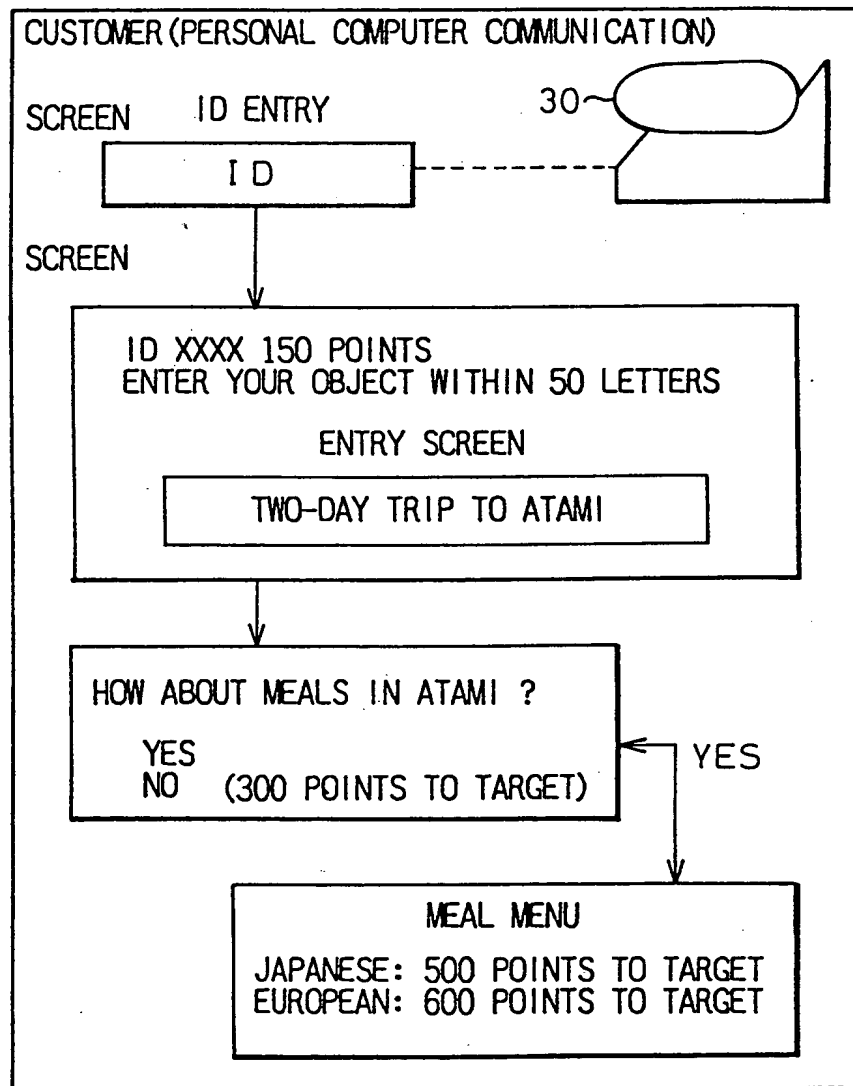 CUSTOMER(PERSONAL COMPUTER COMMUNICATION)
30
SCREEN
ID ENTRY
ID
SCREEN
ID XXXX 150 POINTS
ENTER YOUR OBJECT WITHIN 50 LETTERS
ENTRY SCREEN
TWO-DAY TRIP TO ATAMI
HOW ABOUT MEALS IN ATAMI ?
YES
NO (300 POINTS TO TARGET)
YES
MEAL MENU
JAPANESE: 500 POINTS TO TARGET
EUROPEAN: 600 POINTS TO TARGET